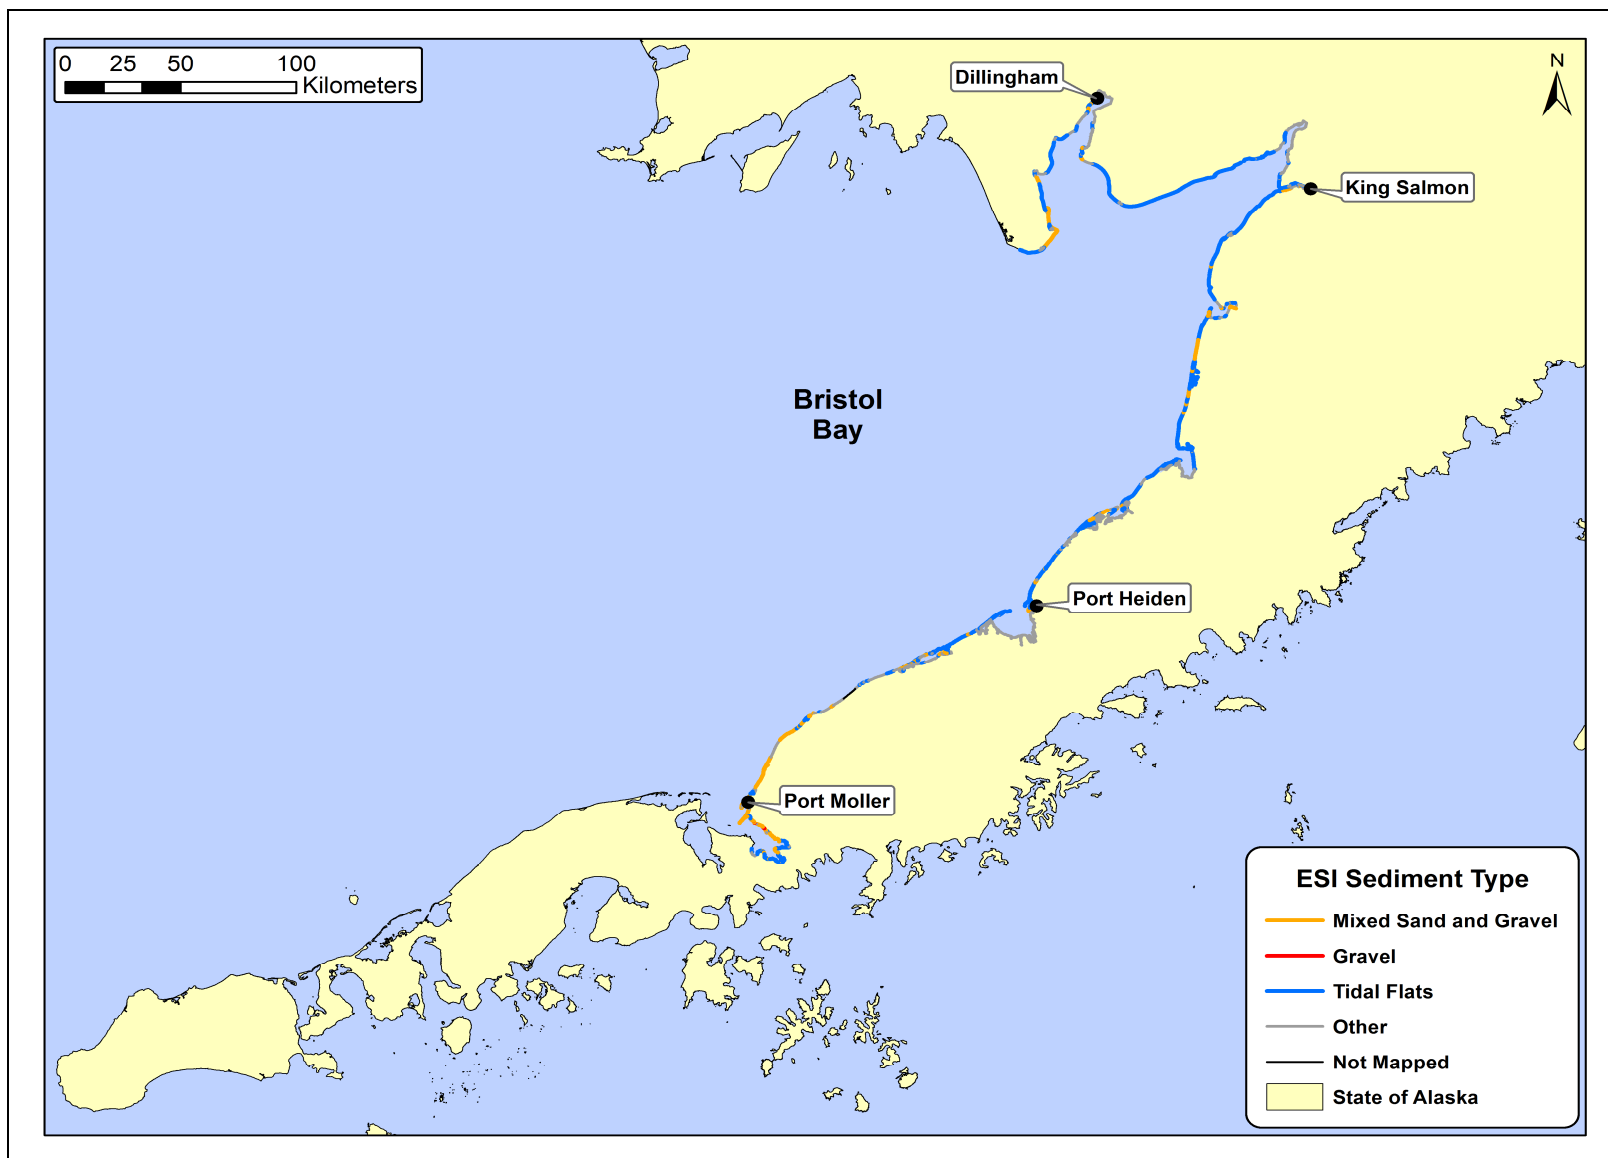 0 25 50 100
Kilometers
N
Dillingham
King Salmon
Bristol
Bay
Port Heiden
Port Moller
ESI Sediment Type
Mixed Sand and Gravel
Gravel
Tidal Flats
Other
Not Mapped
State of Alaska